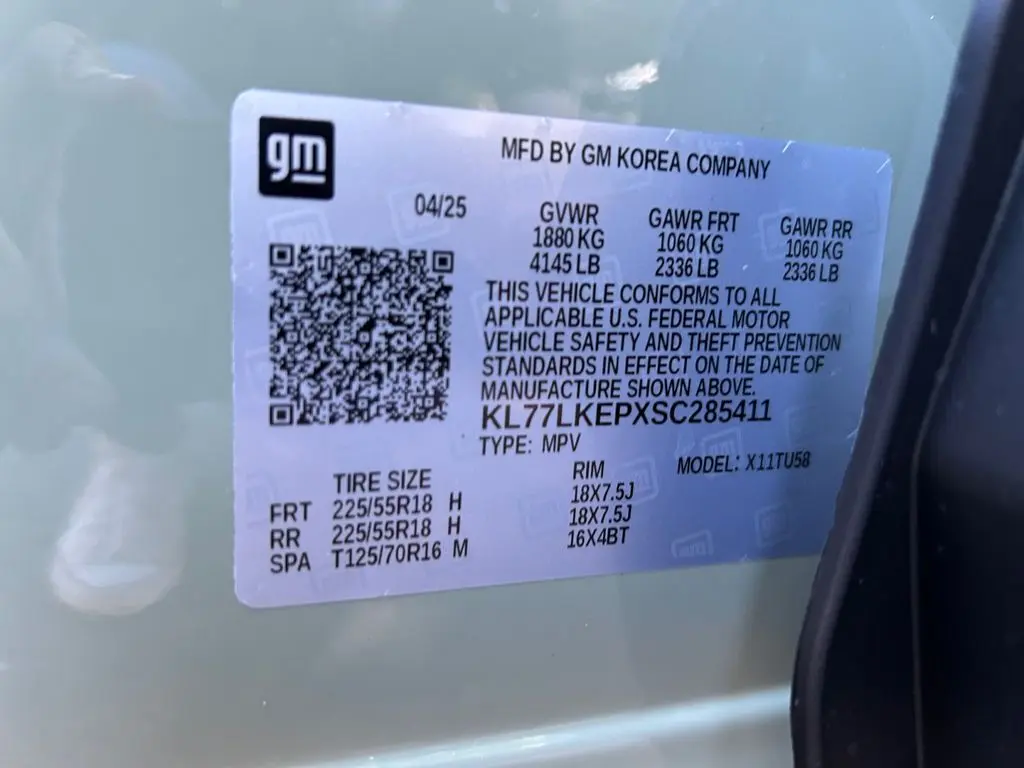 gm
MFD BY GM KOREA COMPANY
04/25
GVWR GAWR FRT GAWR RR
1880 KG 1060 KG 1060 KG
4145 LB 2336 LB 2336 LB
THIS VEHICLE CONFORMS TO ALL
APPLICABLE U.S. FEDERAL MOTOR
VEHICLE SAFETY AND THEFT PREVENTION
STANDARDS IN EFFECT ON THE DATE OF
MANUFACTURE SHOWN ABOVE.
KL77LKEPXSC285411
TYPE: MPV MODEL: X11TU58
TIRE SIZE RIM
FRT 225/55R18 H 18X7.5J
RR 225/55R18 H 18X7.5J
SPA T125/70R16 M 16X4BT